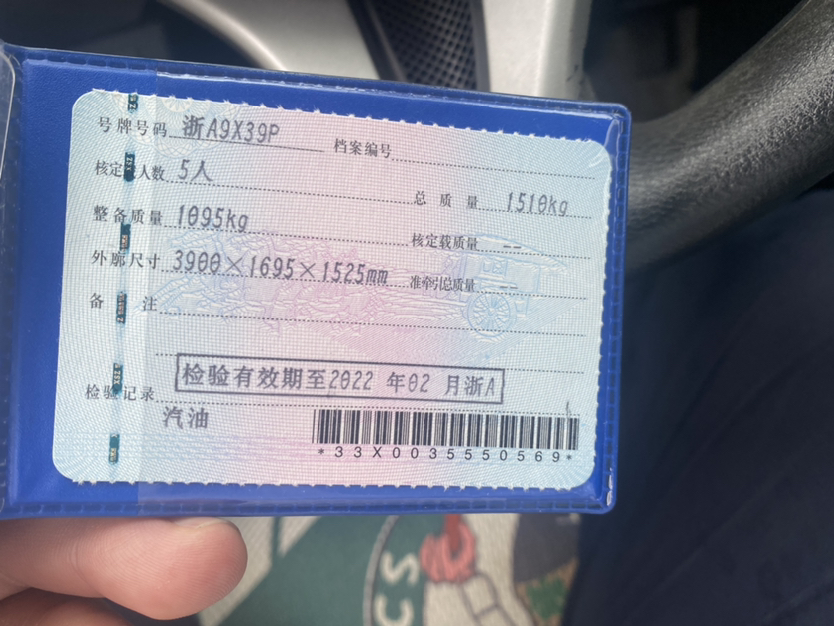 号牌号码 浙A9X39P 档案编号
核定 人数 5人 总质量 1510kg
整备质量 1095kg 核定载质量 --
外廓尺寸 3900×1695×1525mm 准牵引总质量 --
备注
检验有效期至2022年02月浙A
检验记录
汽油
*33X0035550569*
CS